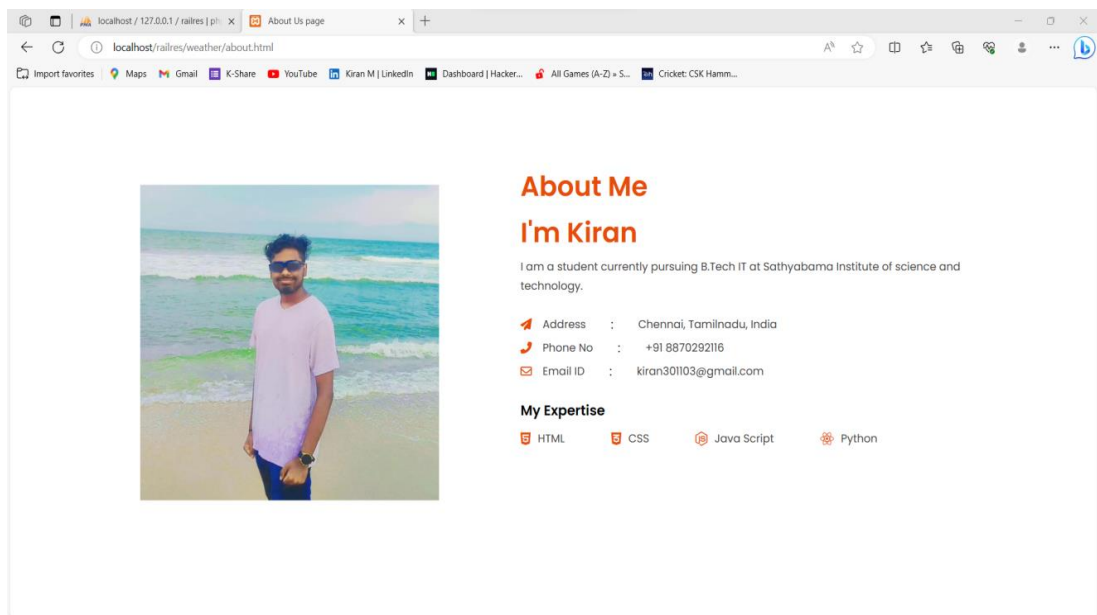 localhost / 127.0.0.1 / railres | ph
About Us page
localhost/railres/weather/about.html
Import favorites
Maps
Gmail
K-Share
YouTube
Kiran M | LinkedIn
Dashboard | Hacker...
All Games (A-Z) » S...
Cricket: CSK Hamm...
About Me
I'm Kiran
I am a student currently pursuing B.Tech IT at Sathyabama Institute of science and
technology.
Address : Chennai, Tamilnadu, India
Phone No : +91 8870292116
Email ID : kiran301103@gmail.com
My Expertise
HTML CSS Java Script Python